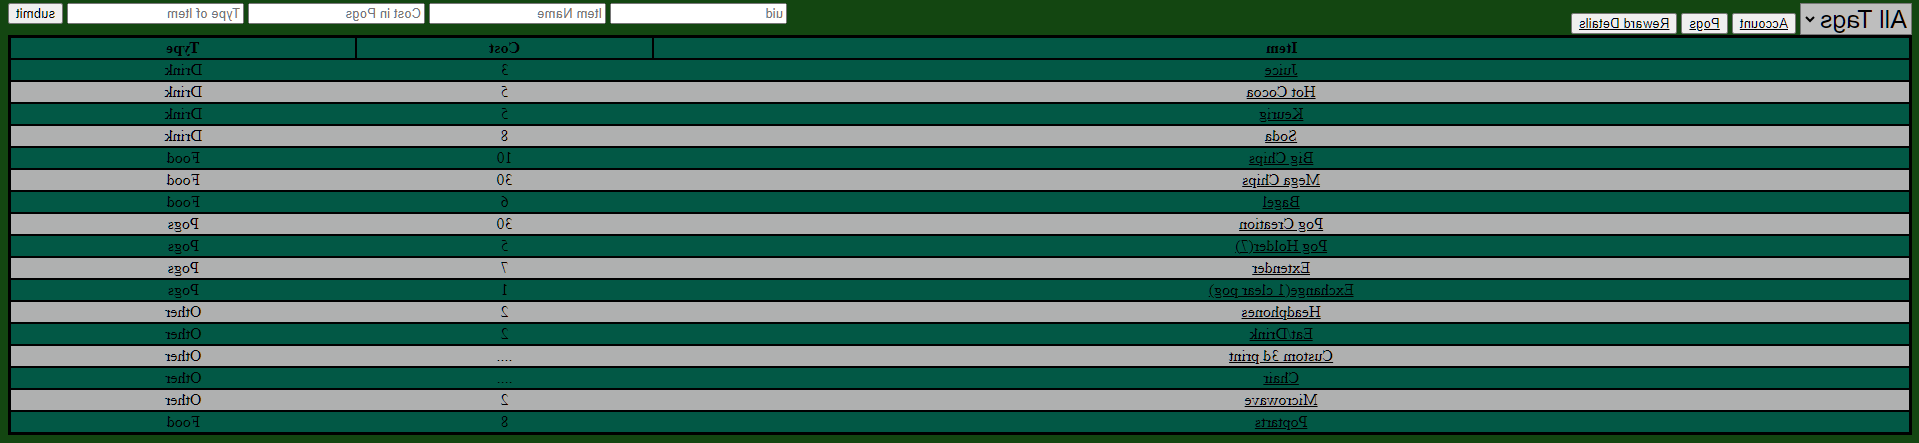 All Tags Account Pogs Reward Details uid Item Name Cost in Pogs Type of Item submit
Item Cost Type
Juice 3 Drink
Hot Cocoa 5 Drink
Keurig 5 Drink
Soda 8 Drink
Big Chips 10 Food
Mega Chips 30 Food
Bagel 6 Food
Pog Creation 30 Pogs
Pog Holder(7) 5 Pogs
Extender 7 Pogs
Exchange(1 clear pog) 1 Pogs
Headphones 2 Other
Eat/Drink 2 Other
Custom 3d print .... Other
Chair .... Other
Microwave 2 Other
Poptarts 8 Food